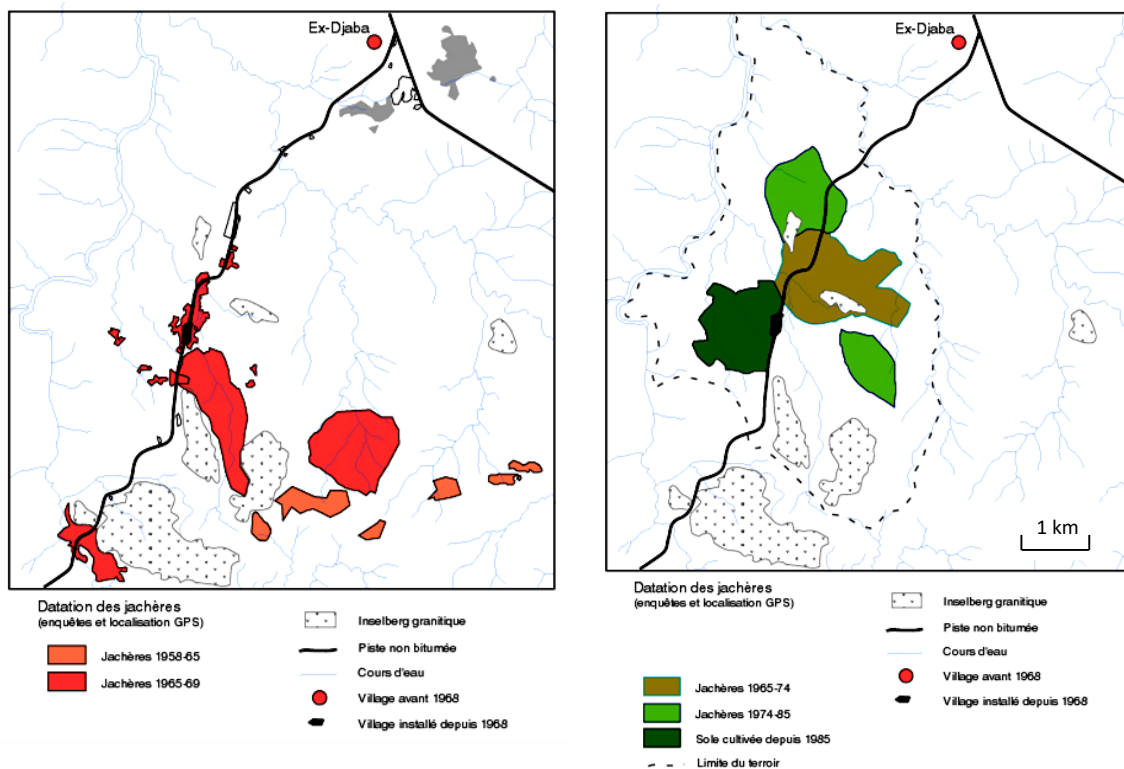 Ex-Djaba
Datation des jachères
(enquêtes et localisation GPS)
Jachères 1958-65
Jachères 1965-69
Inselberg granitique
Piste non bitumée
Cours d'eau
Village avant 1968
Village installé depuis 1968
Ex-Djaba
1 km
Datation des jachères
(enquêtes et localisation GPS)
Jachères 1965-74
Jachères 1974-85
Sole cultivée depuis 1985
Limite du terroir
Inselberg granitique
Piste non bitumée
Cours d'eau
Village avant 1968
Village installé depuis 1968